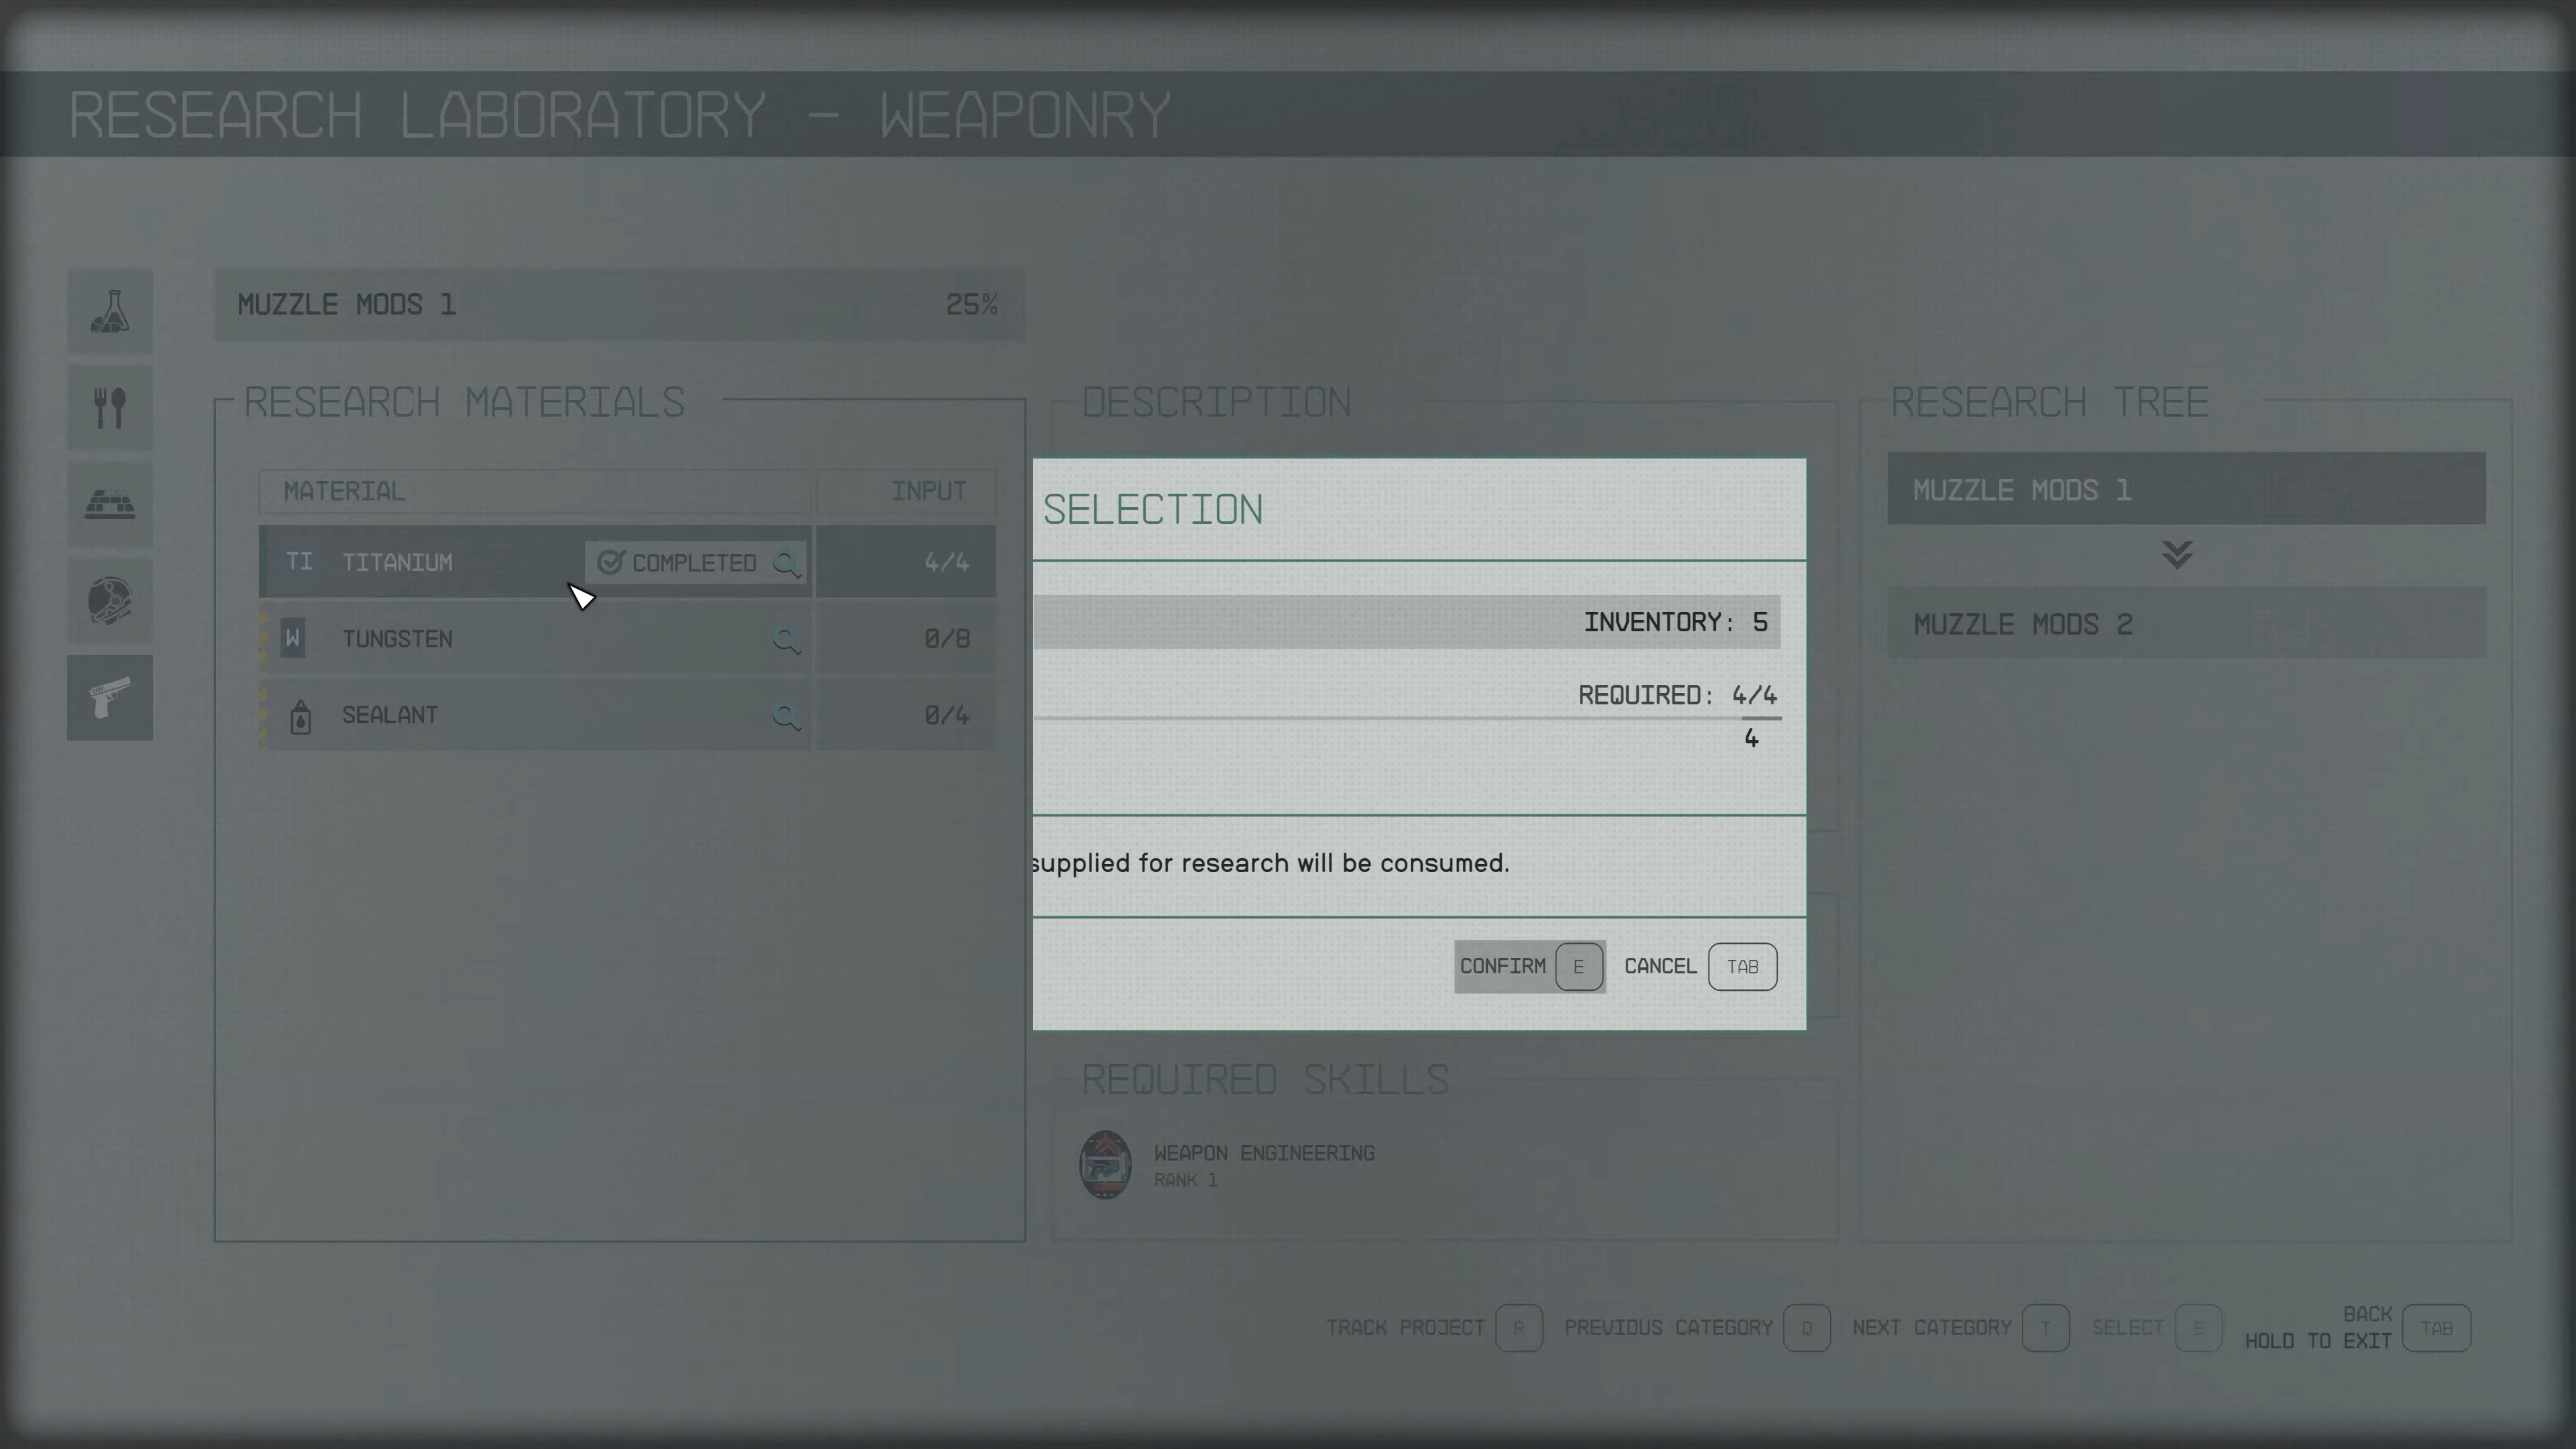 RESEARCH LABORATORY - WEAPONRY
MUZZLE MODS 1 25%
RESEARCH MATERIALS
MATERIAL INPUT
TI TITANIUM COMPLETED 4/4
W TUNGSTEN 0/8
SEALANT 0/4
DESCRIPTION
SELECTION
INVENTORY: 5
REQUIRED: 4/4
4
supplied for research will be consumed.
CONFIRM E CANCEL TAB
REQUIRED SKILLS
WEAPON ENGINEERING
RANK 1
RESEARCH TREE
MUZZLE MODS 1
MUZZLE MODS 2
TRACK PROJECT R PREVIOUS CATEGORY Q NEXT CATEGORY T SELECT E BACK
HOLD TO EXIT TAB